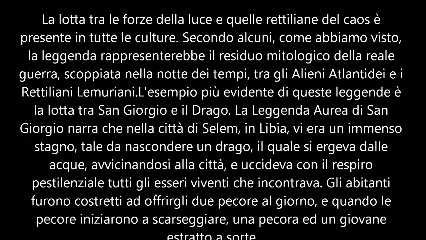 La lotta tra le forze della luce e quelle rettiliane del caos è
presente in tutte le culture. Secondo alcuni, come abbiamo visto,
la leggenda rappresenterebbe il residuo mitologico della reale
guerra, scoppiata nella notte dei tempi, tra gli Alieni Atlantidei e i
Rettiliani Lemuriani.L'esempio più evidente di queste leggende è
la lotta tra San Giorgio e il Drago. La Leggenda Aurea di San
Giorgio narra che nella città di Selem, in Libia, vi era un immenso
stagno, tale da nascondere un drago, il quale si ergeva dalle
acque, avvicinandosi alla città, e uccideva con il respiro
pestilenziale tutti gli esseri viventi che incontrava. Gli abitanti
furono costretti ad offrirgli due pecore al giorno, e quando le
pecore iniziarono a scarseggiare, una pecora ed un giovane
estratto a sorte